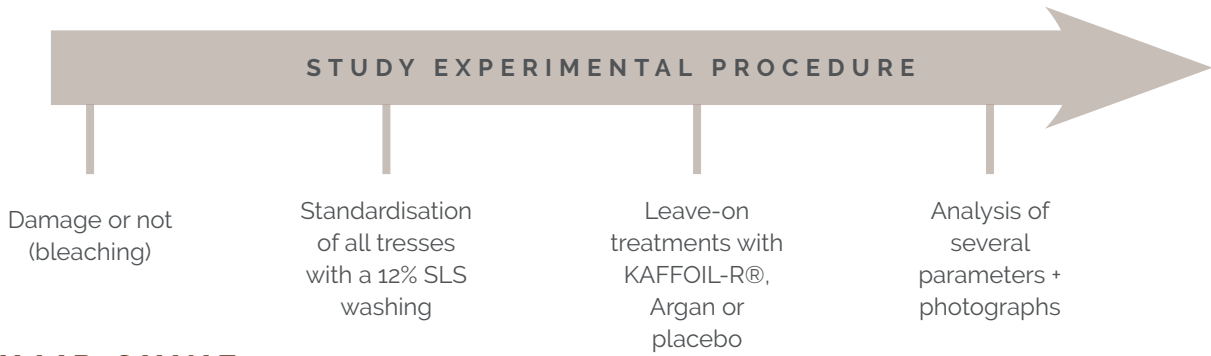 STUDY EXPERIMENTAL PROCEDURE
Damage or not
(bleaching)
Standardisation
of all tresses
with a 12% SLS
washing
Leave-on
treatments with
KAFFOIL-R®,
Argan or
placebo
Analysis of
several
parameters +
photographs